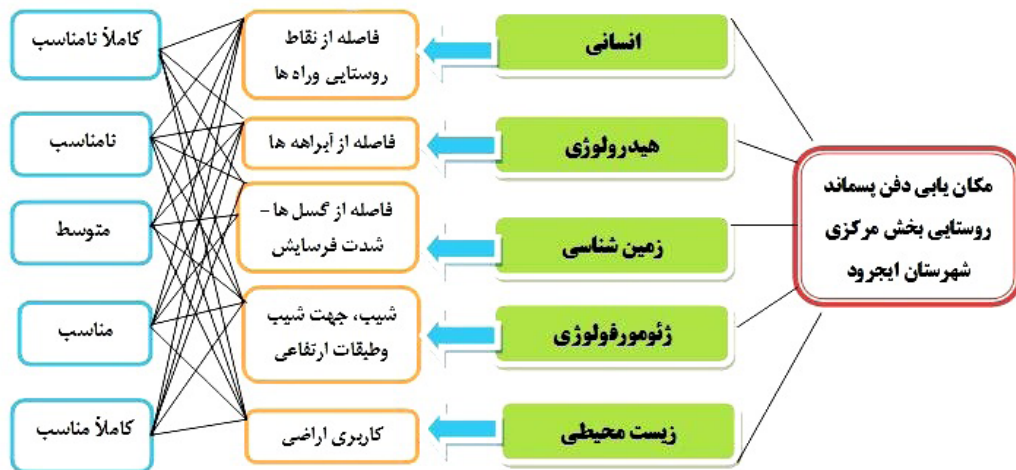 مکان یابی دفن پسماند
روستایی بخش مرکزی
شهرستان ایجرود
انسانی
هیدرولوژی
زمین شناسی
ژئومورفولوژی
زیست محیطی
فاصله از نقاط
روستایی وراه ها
فاصله از آبراهه ها
فاصله از گسل ها -
شدت فرسایش
شیب، جهت شیب
وطبقات ارتفاعی
کاربری اراضی
کاملاً نامناسب
نامناسب
متوسط
مناسب
کاملاً مناسب